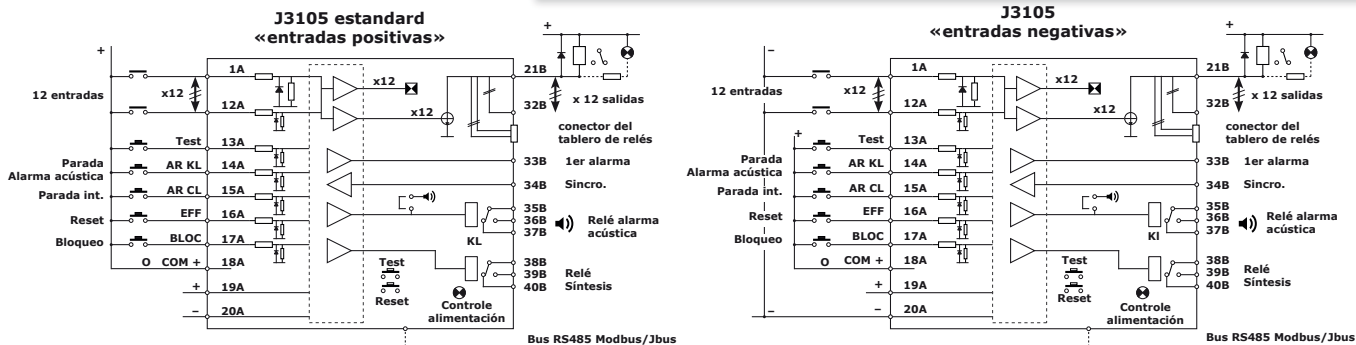 J3105 estandard
«entradas positivas»
+
+
1A
21B
12 entradas
x12
x12
x 12 salidas
12A
x12
32B
conector del
tablero de relés
Test
13A
Parada
Alarma acústica
AR KL
14A
33B
1er alarma
Parada int.
AR CL
15A
34B
Sincro.
Reset
EFF
16A
35B
36B
37B
Relé alarma
acústica
KL
Bloqueo
BLOC
17A
O
COM +
18A
Test
Reset
38B
39B
40B
Relé
Síntesis
+
19A
–
20A
Controle
alimentación
Bus RS485 Modbus/Jbus
J3105
«entradas negativas»
–
+
1A
21B
12 entradas
x12
x12
x 12 salidas
12A
x12
32B
conector del
tablero de relés
+
Test
13A
Parada
Alarma acústica
AR KL
14A
33B
1er alarma
Parada int.
AR CL
15A
34B
Sincro.
Reset
EFF
16A
35B
36B
37B
Relé alarma
acústica
Kl
Bloqueo
BLOC
17A
O
COM +
18A
Test
Reset
38B
39B
40B
Relé
Síntesis
+
19A
–
20A
Controle
alimentación
Bus RS485 Modbus/Jbus